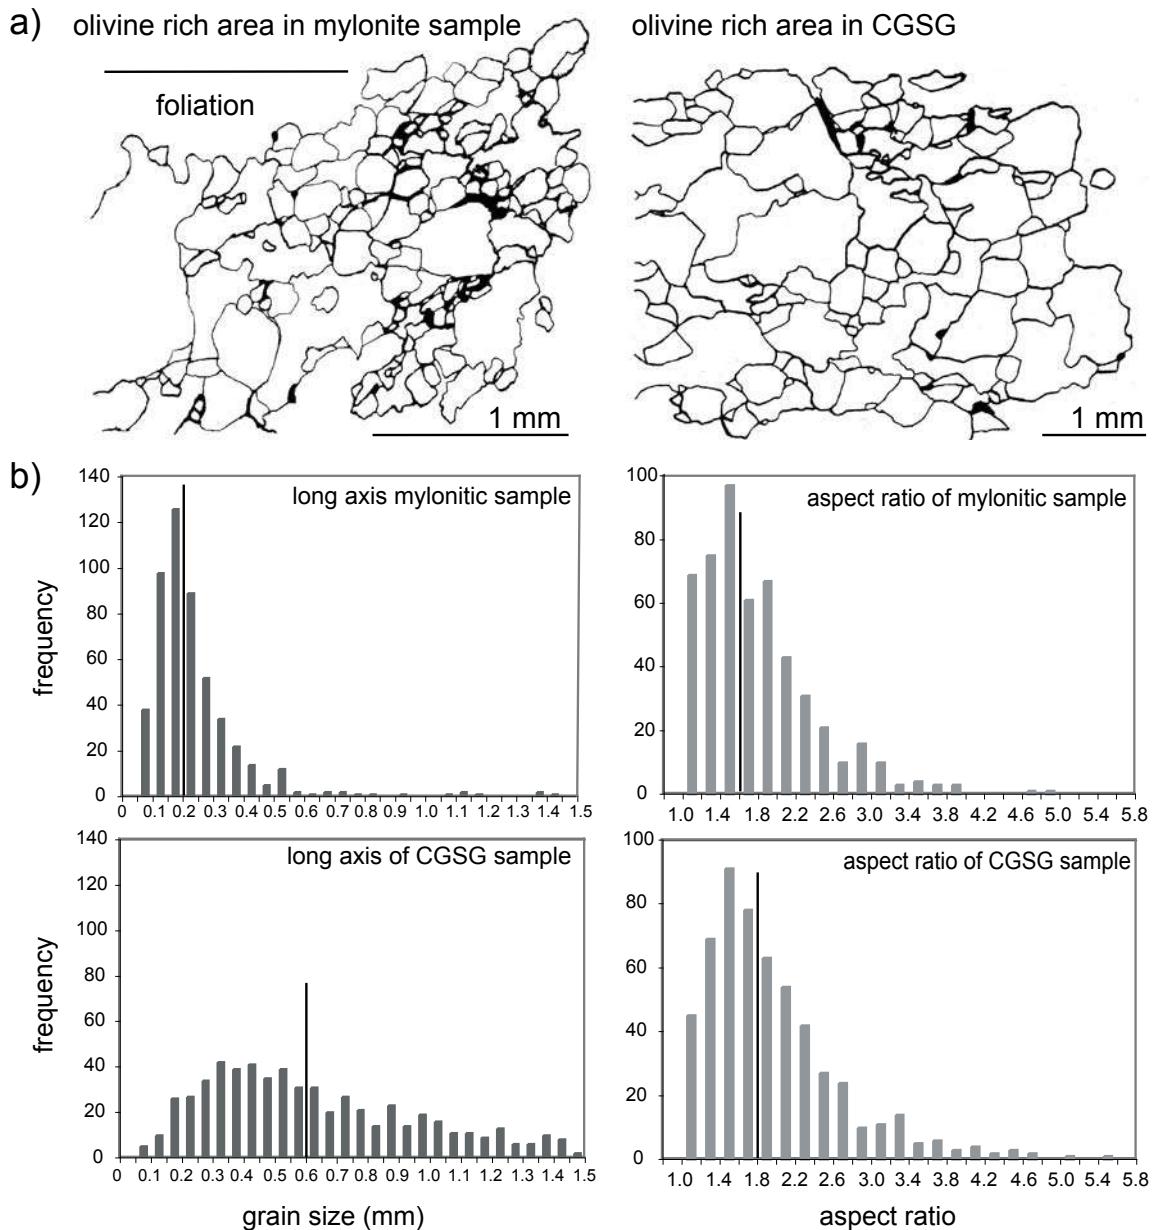 a) olivine rich area in mylonite sample
olivine rich area in CGSG
foliation
1 mm
1 mm
b)
long axis mylonitic sample
frequency
140
120
100
80
60
40
20
0
0 0.1 0.2 0.2 0.3 0.4 0.5 0.6 0.7 0.8 0.9 1.0 1.1 1.2 1.3 1.5
aspect ratio of mylonitic sample
100
80
60
40
20
0
1.0 1.4 1.8 2.2 2.6 3.0 3.4 3.8 4.2 4.6 5.0 5.4 5.8
long axis of CGSG sample
frequency
140
120
100
80
60
40
20
0
0 0.1 0.2 0.3 0.4 0.5 0.6 0.7 0.8 0.9 1.0 1.1 1.2 1.3 1.5
grain size (mm)
aspect ratio of CGSG sample
100
80
60
40
20
0
1.0 1.4 1.8 2.2 2.6 3.0 3.4 3.8 4.2 4.6 5.0 5.4 5.8
aspect ratio